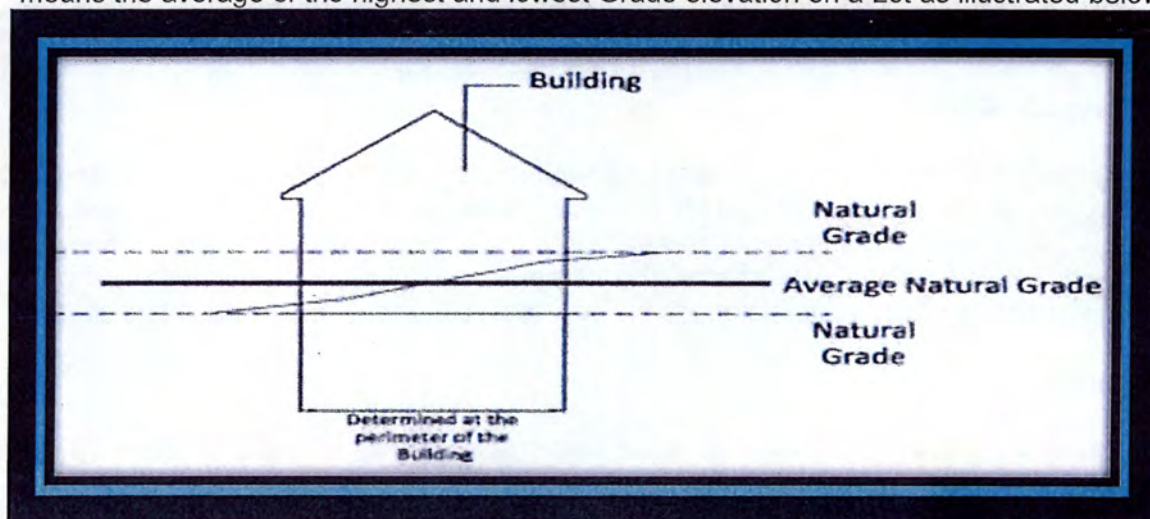 means the average of the highest and lowest Grade elevation on a Lot as illustrated below
Building
Natural
Grade
Average Natural Grade
Natural
Grade
Determined at the
perimeter of the
Building